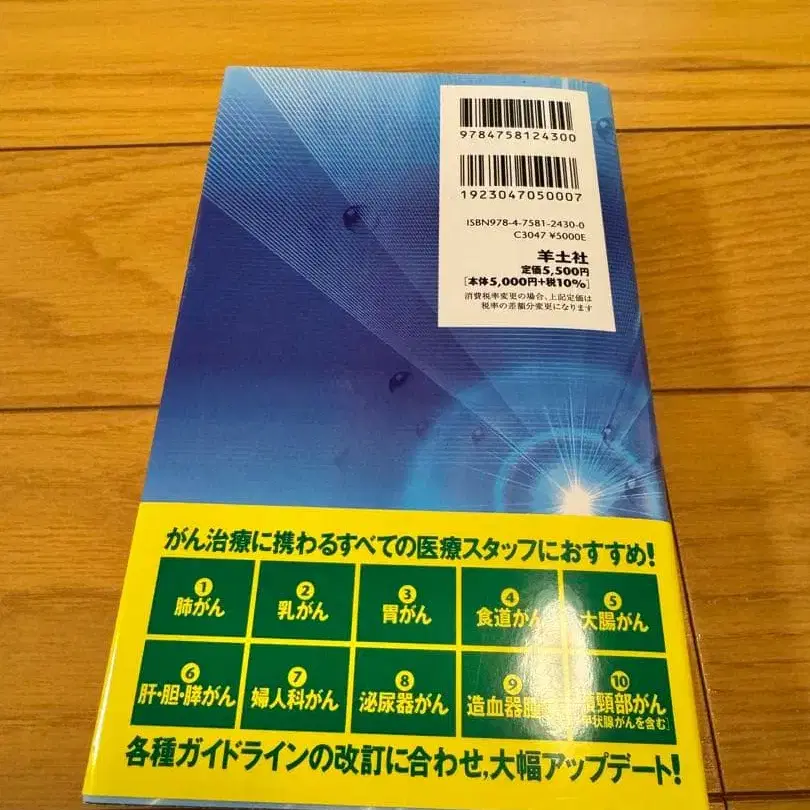 9784758124300
1923047050007
ISBN978-4-7581-2430-0
C3047 ¥5000E
羊土社
定価5,500円
[本体5,000円+税10%]
消費税率変更の場合、上記定価は
税率の差額分変更になります
がん治療に携わるすべての医療スタッフにおすすめ!
1 肺がん
2 乳がん
3 胃がん
4 食道がん
5 大腸がん
6 肝・胆・膵がん
7 婦人科がん
8 泌尿器がん
9 造血器腫
10 頭頸部がん
甲状腺がんを含む]
各種ガイドラインの改訂に合わせ,大幅アップデート!